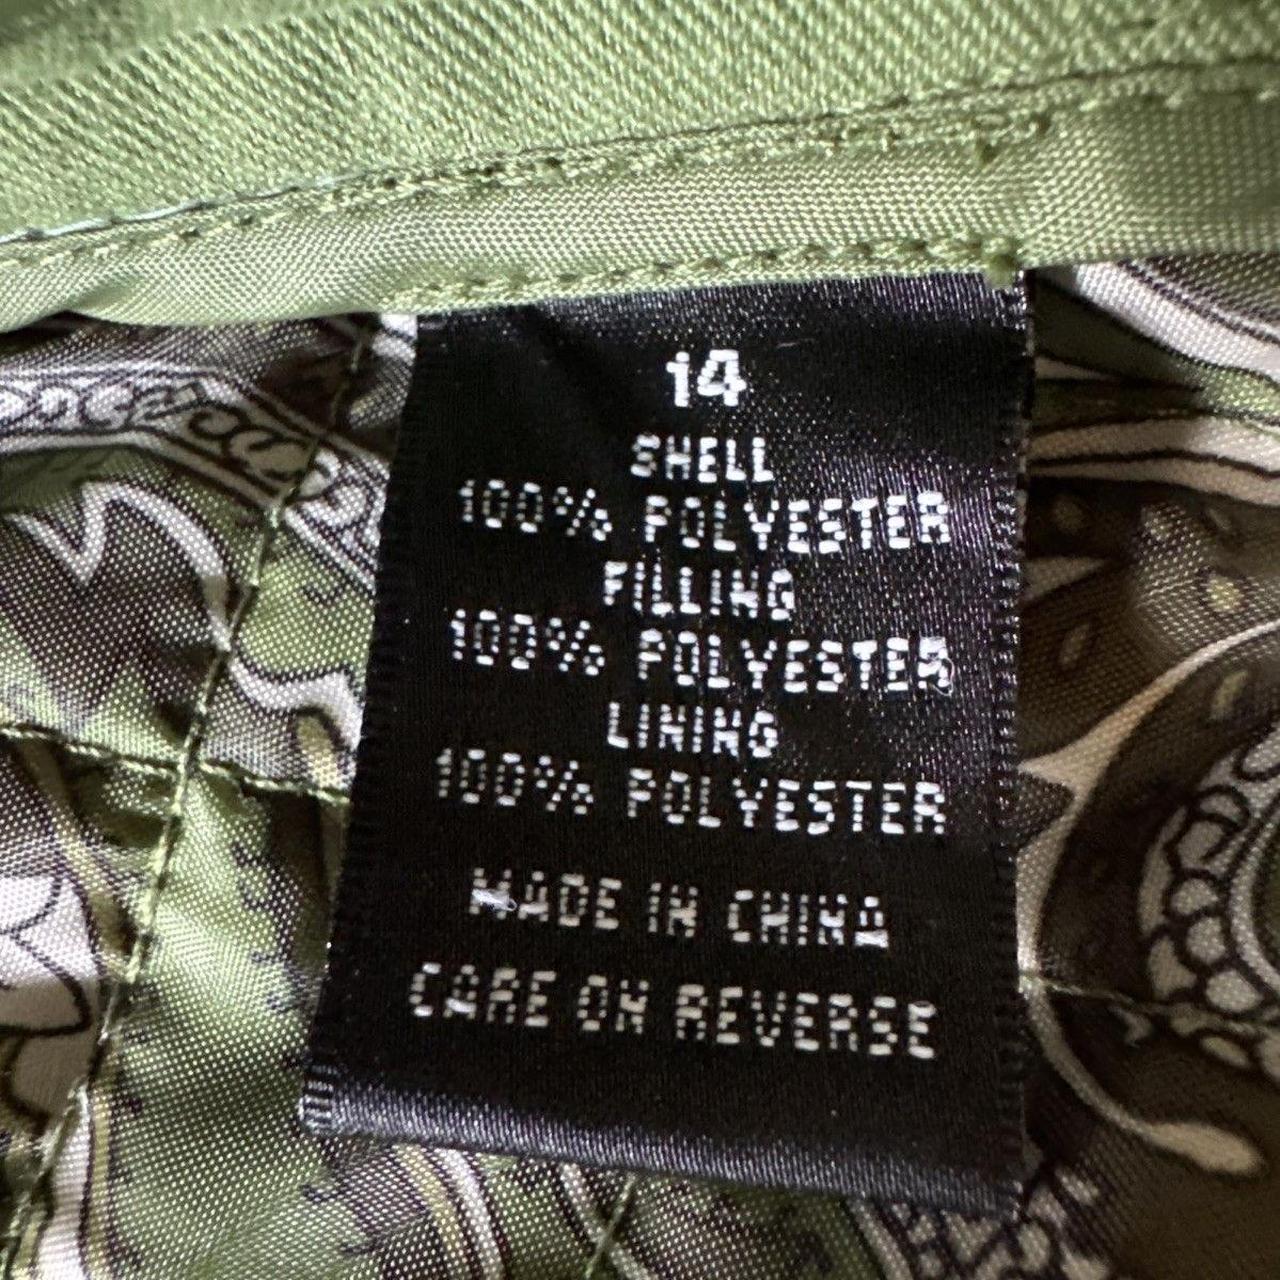 14
SHELL
100% POLYESTER
FILLING
100% POLYESTER
LINING
100% POLYESTER
MADE IN CHINA
CARE ON REVERSE